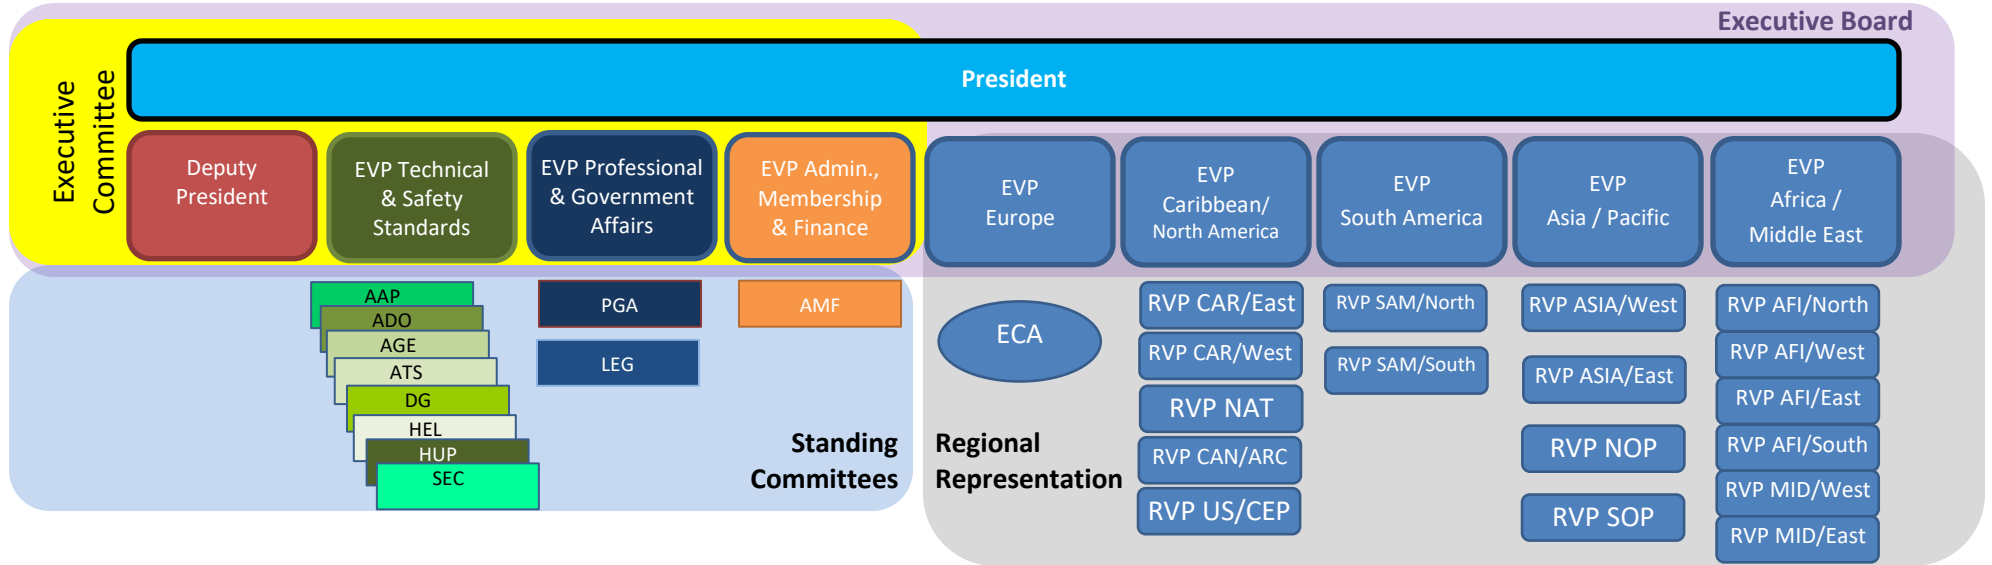 Executive Board
Executive
Committee
President
Deputy
President
EVP Technical
& Safety
Standards
EVP Professional
& Government
Affairs
EVP Admin.,
Membership
& Finance
EVP
Europe
EVP
Caribbean/
North America
EVP
South America
EVP
Asia / Pacific
EVP
Africa /
Middle East
AAP
ADO
AGE
ATS
DG
HEL
HUP
SEC
PGA
LEG
AMF
Standing
Committees
Regional
Representation
ECA
RVP CAR/East
RVP CAR/West
RVP NAT
RVP CAN/ARC
RVP US/CEP
RVP SAM/North
RVP SAM/South
RVP ASIA/West
RVP ASIA/East
RVP NOP
RVP SOP
RVP AFI/North
RVP AFI/West
RVP AFI/East
RVP AFI/South
RVP MID/West
RVP MID/East